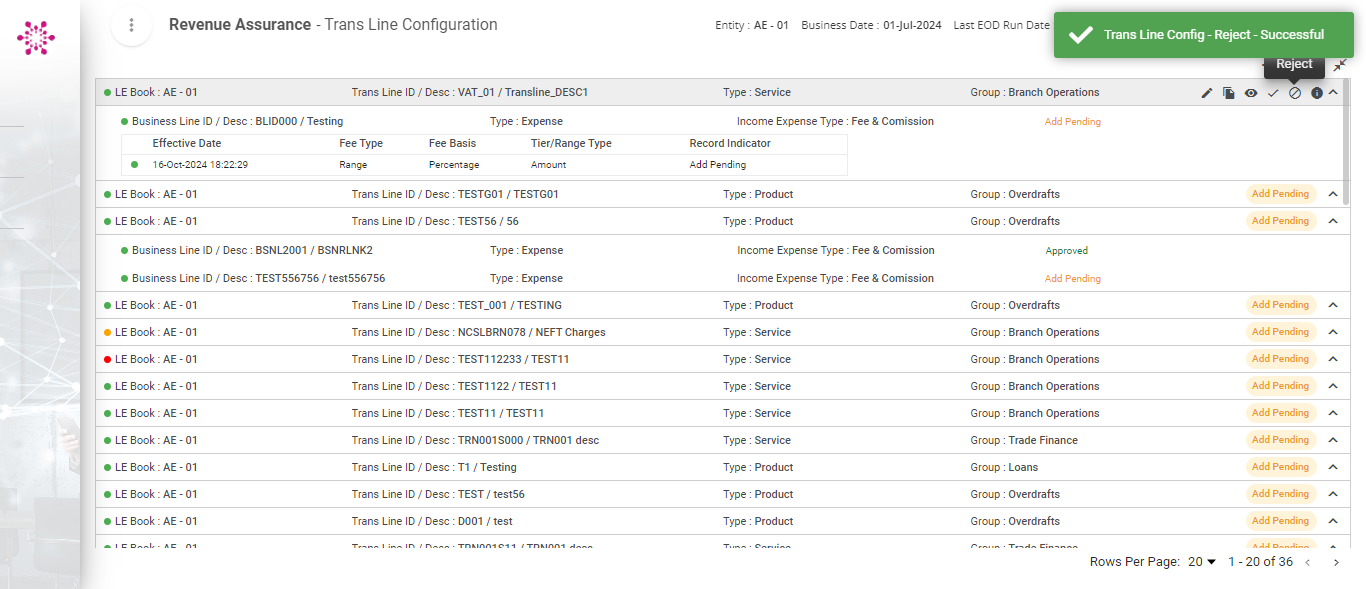 Revenue Assurance - Trans Line Configuration
Entity : AE - 01 Business Date : 01-Jul-2024 Last EOD Run Date
Trans Line Config - Reject - Successful
Reject
LE Book : AE - 01 Trans Line ID / Desc : VAT_01 / Transline_DESC1 Type : Service Group : Branch Operations
Business Line ID / Desc : BLID000 / Testing Type : Expense Income Expense Type : Fee & Comission Add Pending
Effective Date Fee Type Fee Basis Tier/Range Type Record Indicator
16-Oct-2024 18:22:29 Range Percentage Amount Add Pending
LE Book : AE - 01 Trans Line ID / Desc : TESTG01 / TESTG01 Type : Product Group : Overdrafts Add Pending
LE Book : AE - 01 Trans Line ID / Desc : TEST56 / 56 Type : Product Group : Overdrafts Add Pending
Business Line ID / Desc : BSNL2001 / BSNRLNK2 Type : Expense Income Expense Type : Fee & Comission Approved
Business Line ID / Desc : TEST556756 / test556756 Type : Expense Income Expense Type : Fee & Comission Add Pending
LE Book : AE - 01 Trans Line ID / Desc : TEST_001 / TESTING Type : Product Group : Overdrafts Add Pending
LE Book : AE - 01 Trans Line ID / Desc : NCSLBRN078 / NEFT Charges Type : Service Group : Branch Operations Add Pending
LE Book : AE - 01 Trans Line ID / Desc : TEST112233 / TEST11 Type : Service Group : Branch Operations Add Pending
LE Book : AE - 01 Trans Line ID / Desc : TEST1122 / TEST11 Type : Service Group : Branch Operations Add Pending
LE Book : AE - 01 Trans Line ID / Desc : TEST11 / TEST11 Type : Service Group : Branch Operations Add Pending
LE Book : AE - 01 Trans Line ID / Desc : TRN001S000 / TRN001 desc Type : Service Group : Trade Finance Add Pending
LE Book : AE - 01 Trans Line ID / Desc : T1 / Testing Type : Product Group : Loans Add Pending
LE Book : AE - 01 Trans Line ID / Desc : TEST / test56 Type : Product Group : Overdrafts Add Pending
LE Book : AE - 01 Trans Line ID / Desc : D001 / test Type : Product Group : Overdrafts Add Pending
LE Book : AE - 01 Trans Line ID / Desc : TRN001S11 / TRN001 desc Type : Service Group : Trade Finance Add Pending
Rows Per Page: 20 1 - 20 of 36